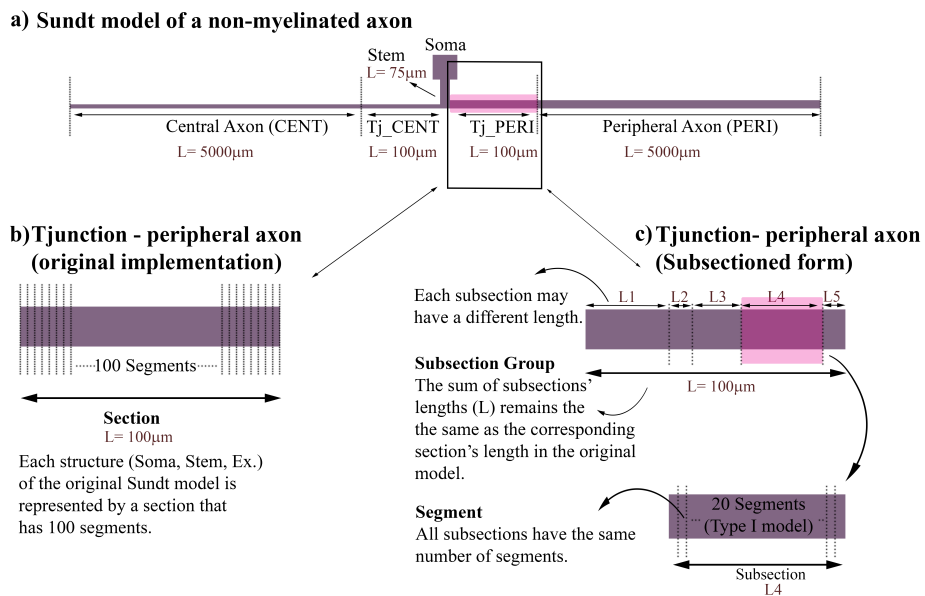 a) Sundt model of a non-myelinated axon
Soma
Stem
L= 75μm
Central Axon (CENT)
Tj_CENT
Tj_PERI
Peripheral Axon (PERI)
L= 5000μm
L= 100μm
L= 100μm
L= 5000μm
b)Tjunction - peripheral axon
(original implementation)
100 Segments
Section
L= 100μm
Each structure (Soma, Stem, Ex.)
of the original Sundt model is
represented by a section that
has 100 segments.
c) Tjunction- peripheral axon
(Subsectioned form)
Each subsection may
have a different length.
L1
L2
L3
L4
L5
L= 100μm
Subsection Group
The sum of subsections'
lengths (L) remains the
the same as the corresponding
section's length in the original
model.
Segment
All subsections have the same
number of segments.
20 Segments
(Type I model)
Subsection
L4